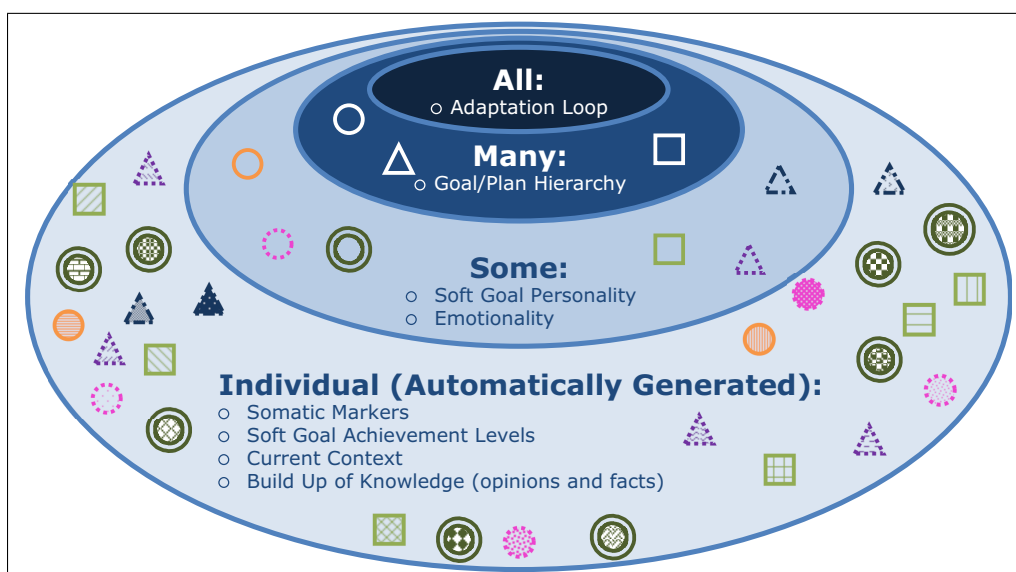 All:
○ Adaptation Loop
Many:
○ Goal/Plan Hierarchy
Some:
○ Soft Goal Personality
○ Emotionality
Individual (Automatically Generated):
○ Somatic Markers
○ Soft Goal Achievement Levels
○ Current Context
○ Build Up of Knowledge (opinions and facts)